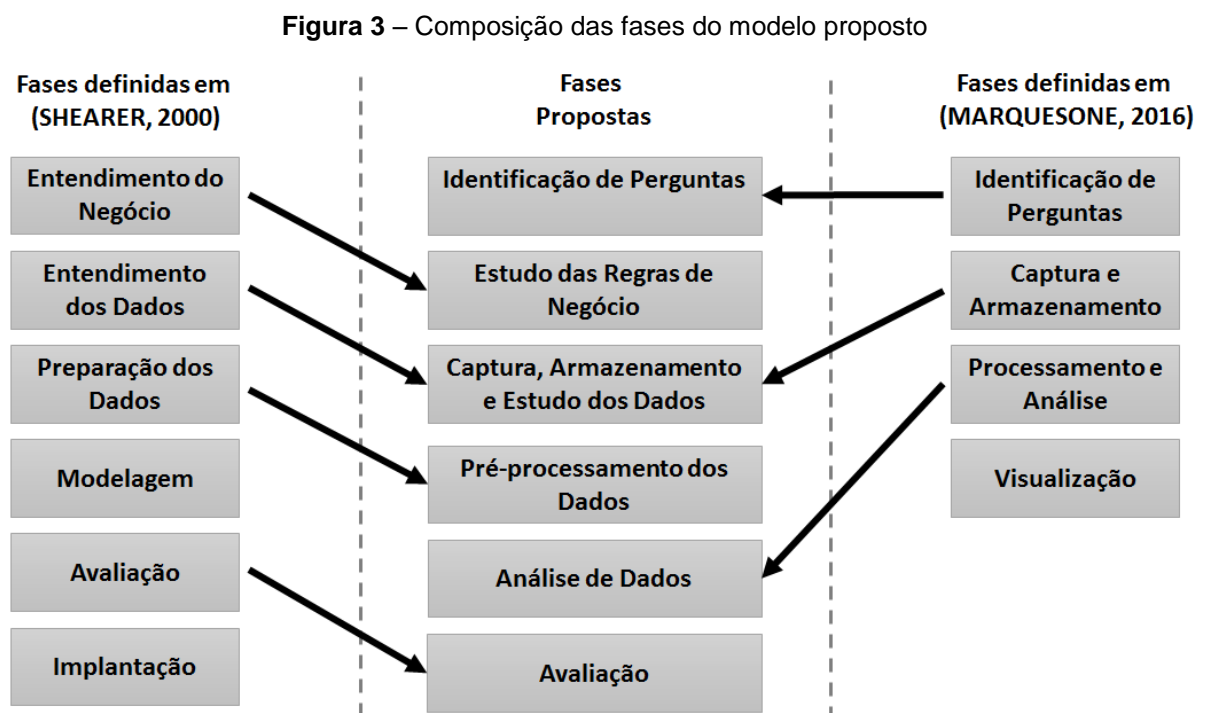 Figura 3 – Composição das fases do modelo proposto
Fases definidas em
(SHEARER, 2000)
Entendimento do
Negócio
Entendimento
dos Dados
Preparação dos
Dados
Modelagem
Avaliação
Implantação
Fases
Propostas
Identificação de Perguntas
Estudo das Regras de
Negócio
Captura, Armazenamento
e Estudo dos Dados
Pré-processamento dos
Dados
Análise de Dados
Avaliação
Fases definidas em
(MARQUESONE, 2016)
Identificação de
Perguntas
Captura e
Armazenamento
Processamento e
Análise
Visualização